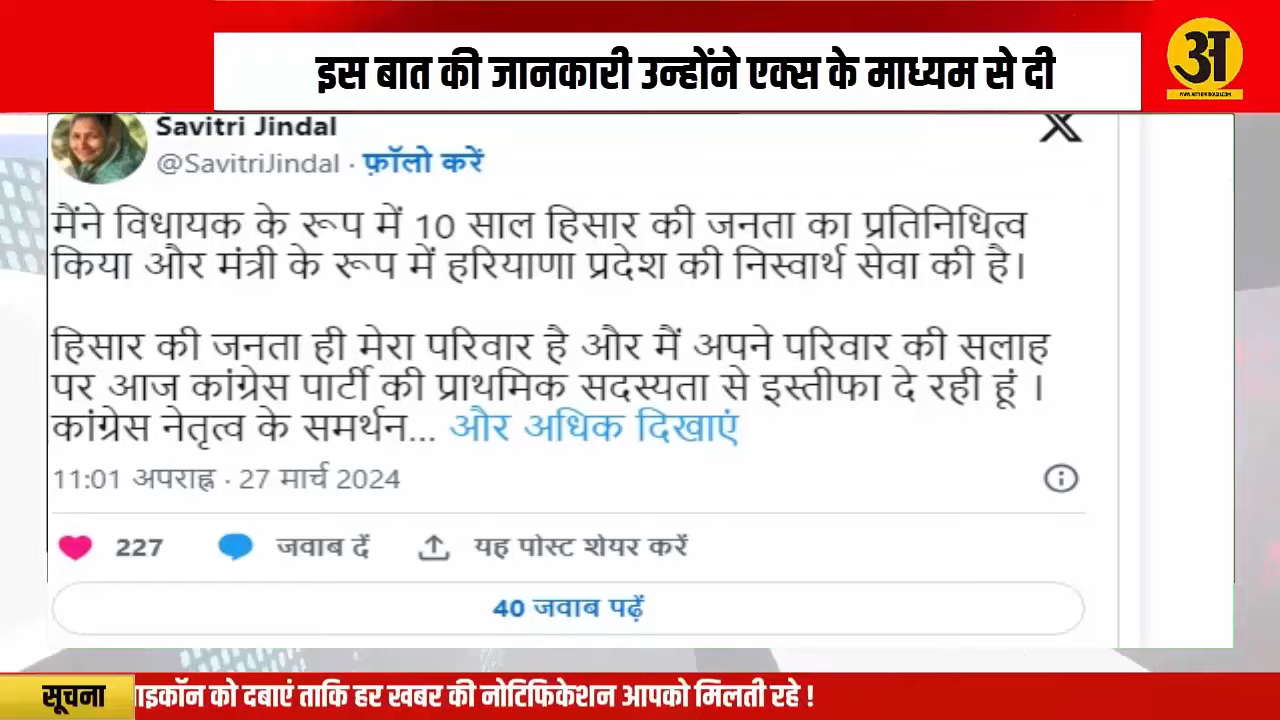 इस बात की जानकारी उन्होंने एक्स के माध्यम से दी
अ
Savitri Jindal
@SavitriJindal · फ़ॉलो करें
मैंने विधायक के रूप में 10 साल हिसार की जनता का प्रतिनिधित्व
किया और मंत्री के रूप में हरियाणा प्रदेश की निस्वार्थ सेवा की है।
हिसार की जनता ही मेरा परिवार है और मैं अपने परिवार की सलाह
पर आज कांग्रेस पार्टी की प्राथमिक सदस्यता से इस्तीफा दे रही हूं ।
कांग्रेस नेतृत्व के समर्थन... और अधिक दिखाएं
11:01 अपराह्न · 27 मार्च 2024
227 जवाब दें यह पोस्ट शेयर करें
40 जवाब पढ़ें
सूचना
को दबाएं ताकि हर खबर की नोटिफिकेशन आपको मिलती रहे !